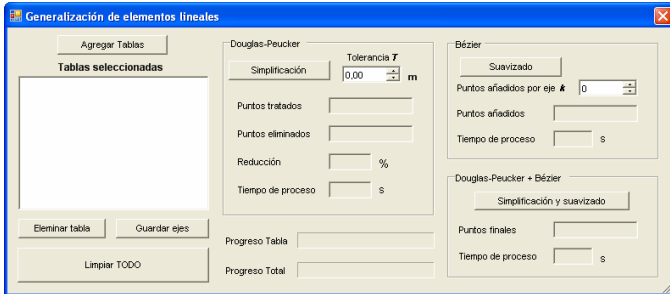 Generalización de elementos lineales
Agregar Tablas
Tablas seleccionadas
Eleminar tabla
Guardar ejes
Limpiar TODO
Douglas-Peucker
Simplificación
Tolerancia T
0,00
m
Puntos tratados
Puntos eliminados
Reducción
%
Tiempo de proceso
s
Progreso Tabla
Progreso Total
Bézier
Suavizado
Puntos añadidos por eje k
0
Puntos añadidos
Tiempo de proceso
s
Douglas-Peucker + Bézier
Simplificación y suavizado
Puntos finales
Tiempo de proceso
s